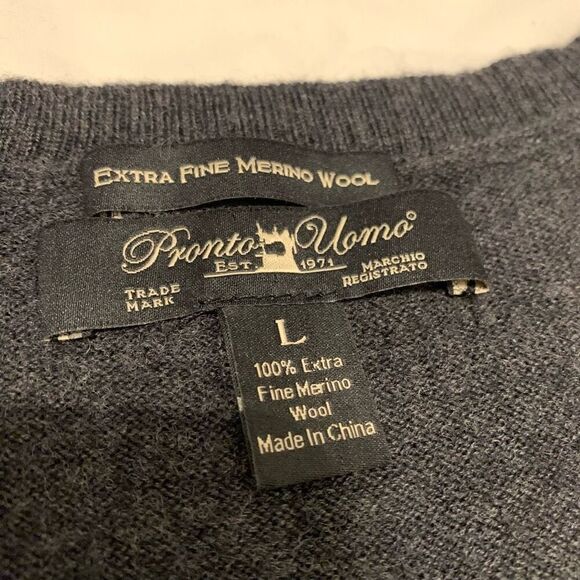 EXTRA FINE MERINO WOOL
Pronto Uomo®
EST. 1971
TRADE MARK
MARCHIO REGISTRATO
L
100% Extra
Fine Merino
Wool
Made In China